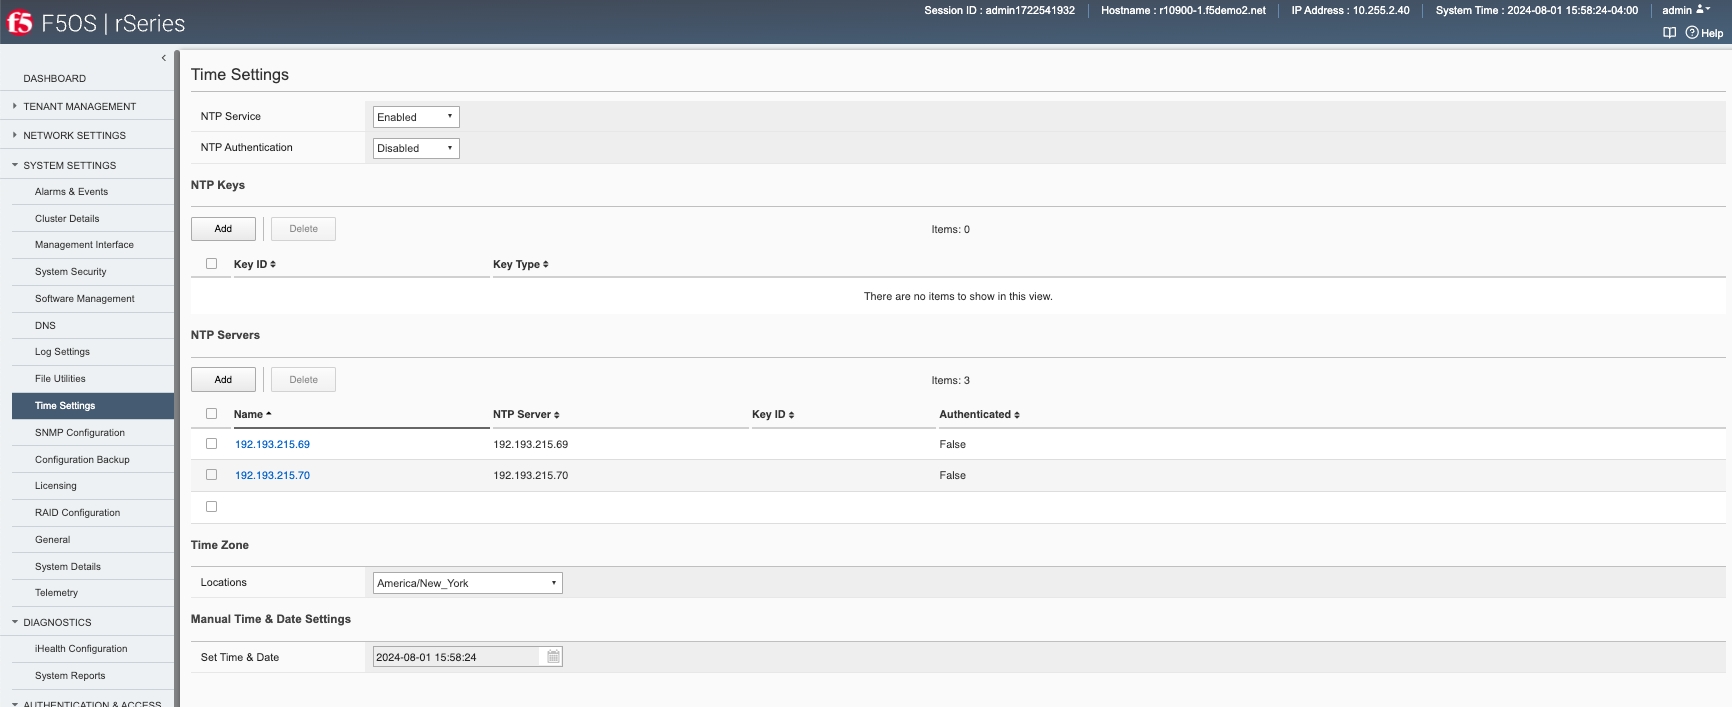 f5 F5OS | rSeries
Session ID : admin1722541932
Hostname : r10900-1.f5demo2.net
IP Address : 10.255.2.40
System Time : 2024-08-01 15:58:24-04:00
admin
Help
DASHBOARD
TENANT MANAGEMENT
NETWORK SETTINGS
SYSTEM SETTINGS
Alarms & Events
Cluster Details
Management Interface
System Security
Software Management
DNS
Log Settings
File Utilities
Time Settings
SNMP Configuration
Configuration Backup
Licensing
RAID Configuration
General
System Details
Telemetry
DIAGNOSTICS
iHealth Configuration
System Reports
AUTHENTICATION & ACCESS
Time Settings
NTP Service Enabled
NTP Authentication Disabled
NTP Keys
Add Delete Items: 0
Key ID Key Type
There are no items to show in this view.
NTP Servers
Add Delete Items: 3
Name NTP Server Key ID Authenticated
192.193.215.69 192.193.215.69 False
192.193.215.70 192.193.215.70 False
Time Zone
Locations America/New_York
Manual Time & Date Settings
Set Time & Date 2024-08-01 15:58:24